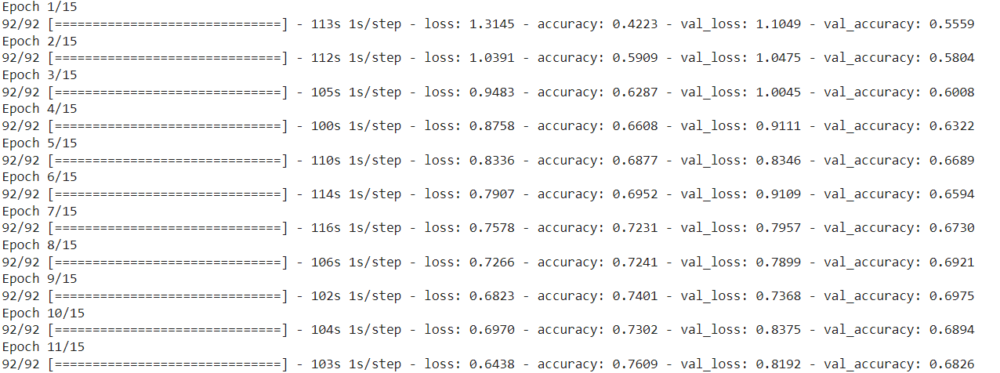 Epoch 1/15
92/92 [==============================] - 113s 1s/step - loss: 1.3145 - accuracy: 0.4223 - val_loss: 1.1049 - val_accuracy: 0.5559
Epoch 2/15
92/92 [==============================] - 112s 1s/step - loss: 1.0391 - accuracy: 0.5909 - val_loss: 1.0475 - val_accuracy: 0.5804
Epoch 3/15
92/92 [==============================] - 105s 1s/step - loss: 0.9483 - accuracy: 0.6287 - val_loss: 1.0045 - val_accuracy: 0.6008
Epoch 4/15
92/92 [==============================] - 100s 1s/step - loss: 0.8758 - accuracy: 0.6608 - val_loss: 0.9111 - val_accuracy: 0.6322
Epoch 5/15
92/92 [==============================] - 110s 1s/step - loss: 0.8336 - accuracy: 0.6877 - val_loss: 0.8346 - val_accuracy: 0.6689
Epoch 6/15
92/92 [==============================] - 114s 1s/step - loss: 0.7907 - accuracy: 0.6952 - val_loss: 0.9109 - val_accuracy: 0.6594
Epoch 7/15
92/92 [==============================] - 116s 1s/step - loss: 0.7578 - accuracy: 0.7231 - val_loss: 0.7957 - val_accuracy: 0.6730
Epoch 8/15
92/92 [==============================] - 106s 1s/step - loss: 0.7266 - accuracy: 0.7241 - val_loss: 0.7899 - val_accuracy: 0.6921
Epoch 9/15
92/92 [==============================] - 102s 1s/step - loss: 0.6823 - accuracy: 0.7401 - val_loss: 0.7368 - val_accuracy: 0.6975
Epoch 10/15
92/92 [==============================] - 104s 1s/step - loss: 0.6970 - accuracy: 0.7302 - val_loss: 0.8375 - val_accuracy: 0.6894
Epoch 11/15
92/92 [==============================] - 103s 1s/step - loss: 0.6438 - accuracy: 0.7609 - val_loss: 0.8192 - val_accuracy: 0.6826